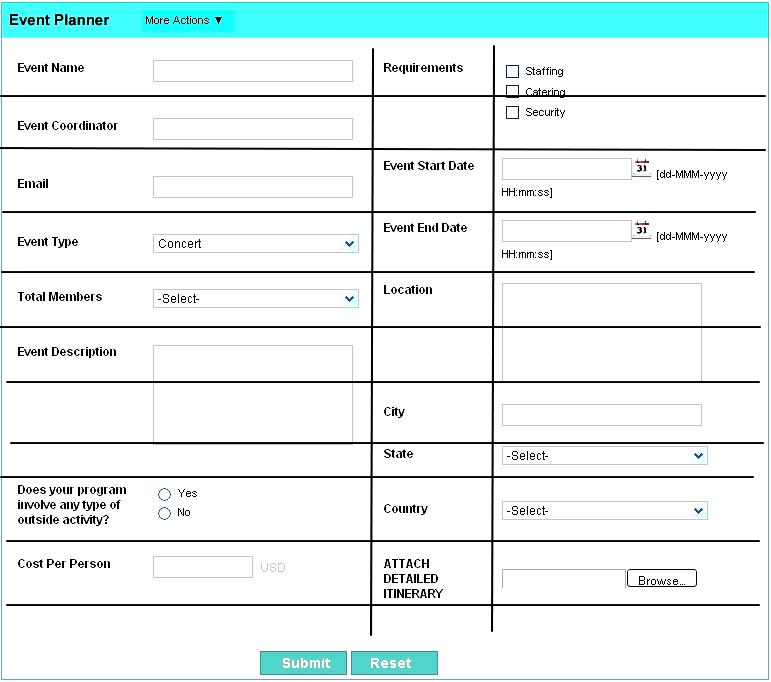 Event Planner More Actions ▼
Event Name
Event Coordinator
Email
Event Type Concert
Total Members -Select-
Event Description
Does your program
involve any type of
outside activity?
Yes
No
Cost Per Person USD
Requirements
Staffing
Catering
Security
Event Start Date 31 [dd-MMM-yyyy
HH:mm:ss]
Event End Date 31 [dd-MMM-yyyy
HH:mm:ss]
Location
City
State -Select-
Country -Select-
ATTACH
DETAILED
ITINERARY
Browse...
Submit Reset